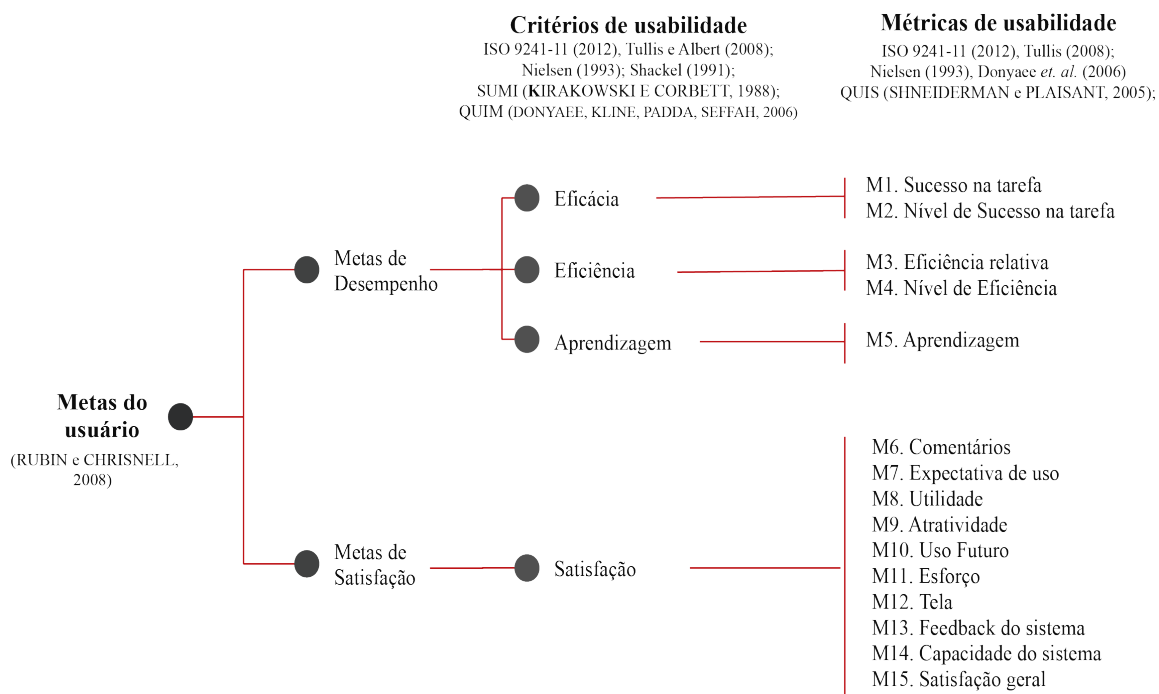 Critérios de usabilidade
ISO 9241-11 (2012), Tullis e Albert (2008);
Nielsen (1993); Shackel (1991);
SUMI (KIRAKOWSKI E CORBETT, 1988);
QUIM (DONYAEE, KLINE, PADDA, SEFFAH, 2006)
Métricas de usabilidade
ISO 9241-11 (2012), Tullis (2008);
Nielsen (1993), Donyaee et. al. (2006)
QUIS (SHNEIDERMAN e PLAISANT, 2005);
Metas do
usuário
(RUBIN e CHRISNELL,
2008)
Metas de
Desempenho
Eficácia
M1. Sucesso na tarefa
M2. Nível de Sucesso na tarefa
Eficiência
M3. Eficiência relativa
M4. Nível de Eficiência
Aprendizagem
M5. Aprendizagem
Metas de
Satisfação
Satisfação
M6. Comentários
M7. Expectativa de uso
M8. Utilidade
M9. Atratividade
M10. Uso Futuro
M11. Esforço
M12. Tela
M13. Feedback do sistema
M14. Capacidade do sistema
M15. Satisfação geral